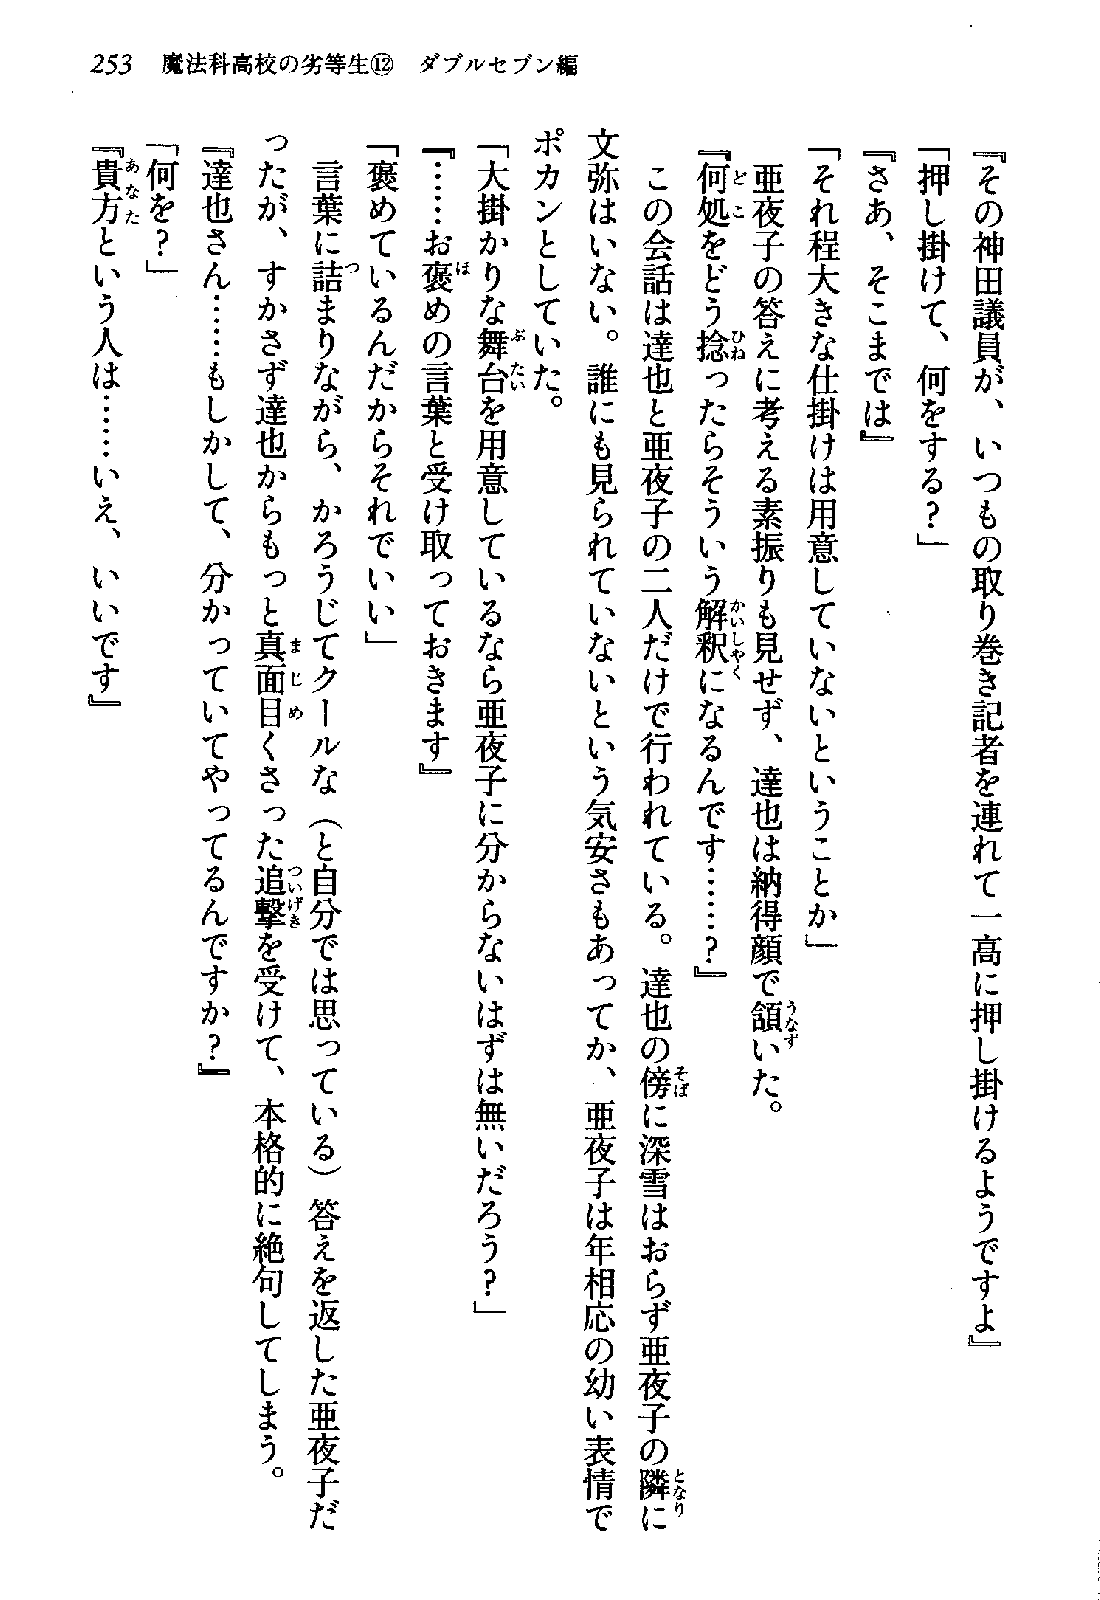 253 魔法科高校の劣等生⑫ ダブルセブン編
『その神田議員が、いつもの取り巻き記者を連れて一高に押し掛けるようですよ』
「押し掛けて、何をする？」
『さあ、そこまでは』
「それ程大きな仕掛けは用意していないということか」
亜夜子の答えに考える素振りも見せず、達也は納得顔で頷いた。
『何処をどう捻ったらそういう解釈になるんです……？』
この会話は達也と亜夜子の二人だけで行われている。達也の傍に深雪はおらず亜夜子の隣に
文弥はいない。誰にも見られていないという気安さもあってか、亜夜子は年相応の幼い表情で
ポカンとしていた。
「大掛かりな舞台を用意しているなら亜夜子に分からないはずは無いだろう？」
『……お褒めの言葉と受け取っておきます』
「褒めているんだからそれでいい」
言葉に詰まりながら、かろうじてクールな（と自分では思っている）答えを返した亜夜子だ
ったが、すかさず達也からもっと真面目くさった追撃を受けて、本格的に絶句してしまう。
『達也さん……もしかして、分かっていてやってるんですか？』
「何を？」
『貴方という人は……いえ、いいです』